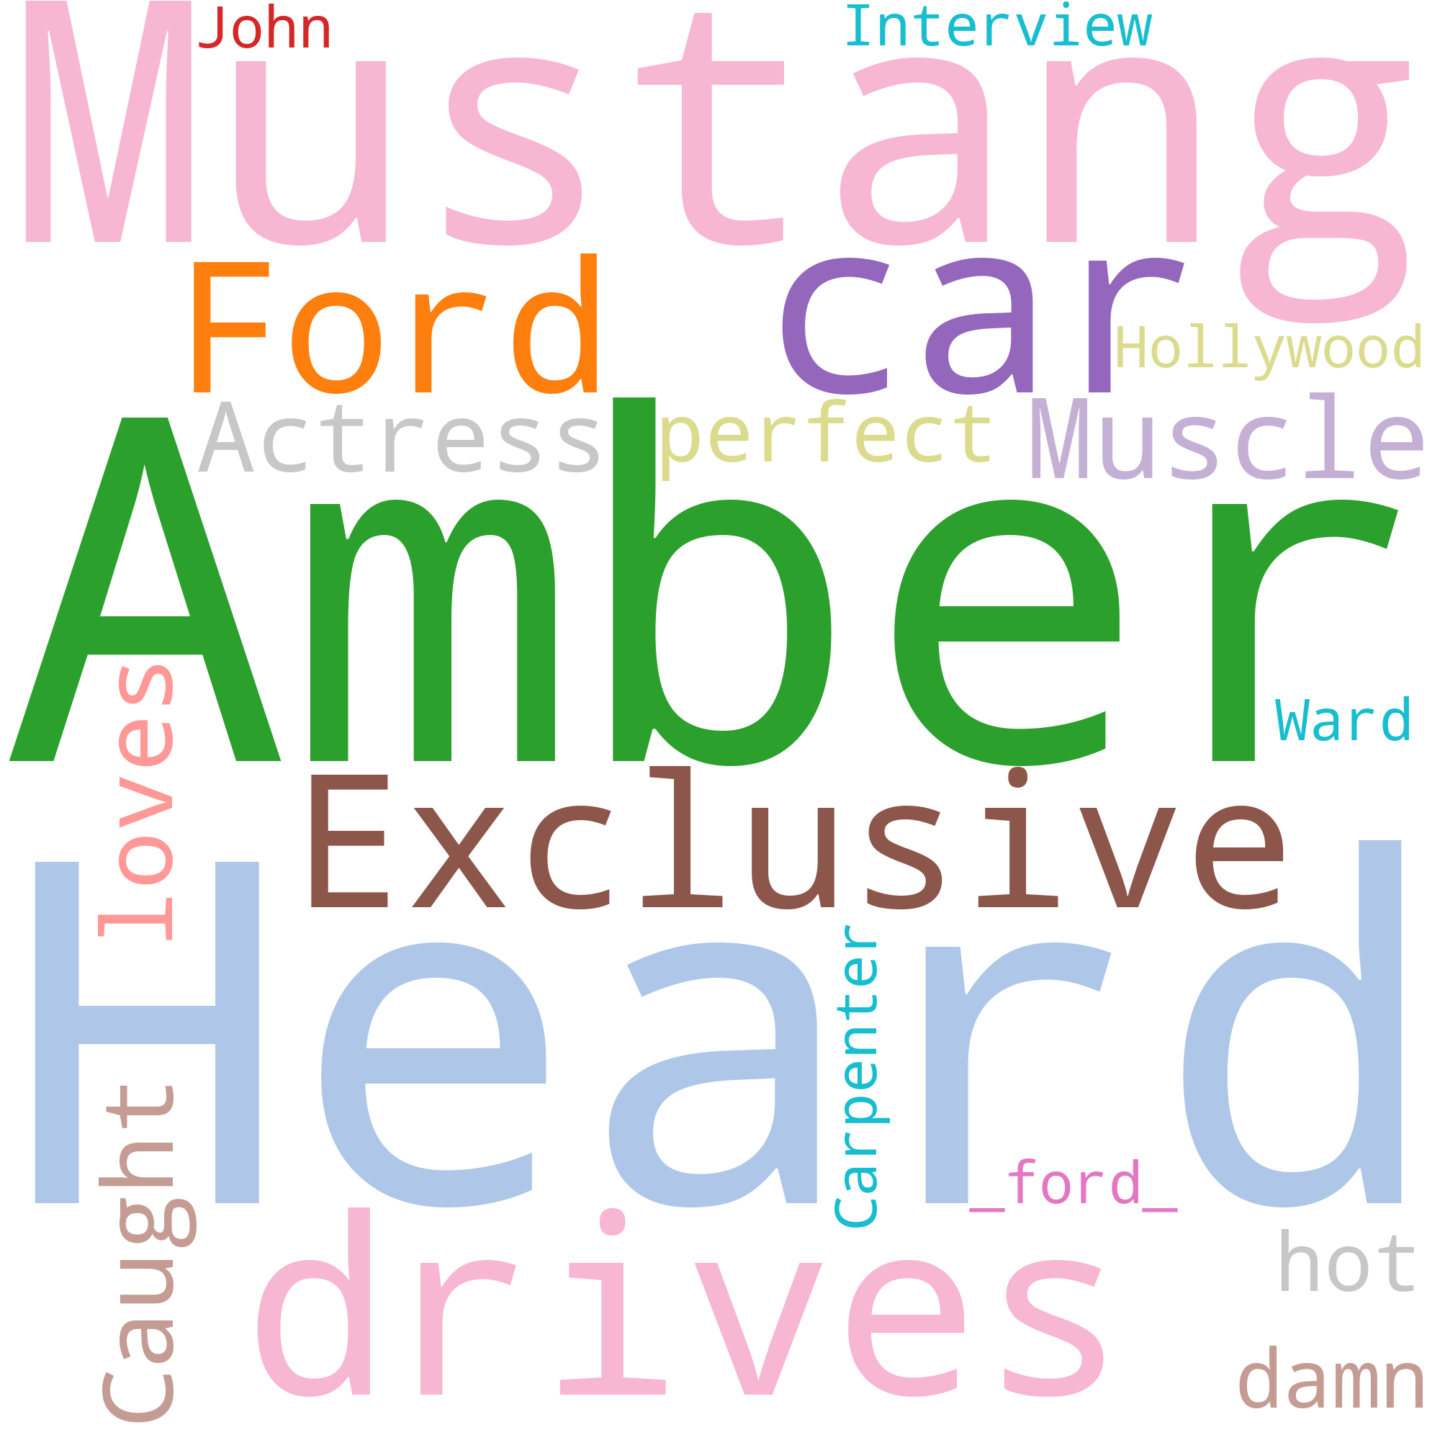 John
Interview
Mustang
Ford
car
Hollywood
Actress
perfect
Muscle
Amber
loves
Ward
Exclusive
Heard
Carpenter
Caught
_ford_
drives
hot
damn